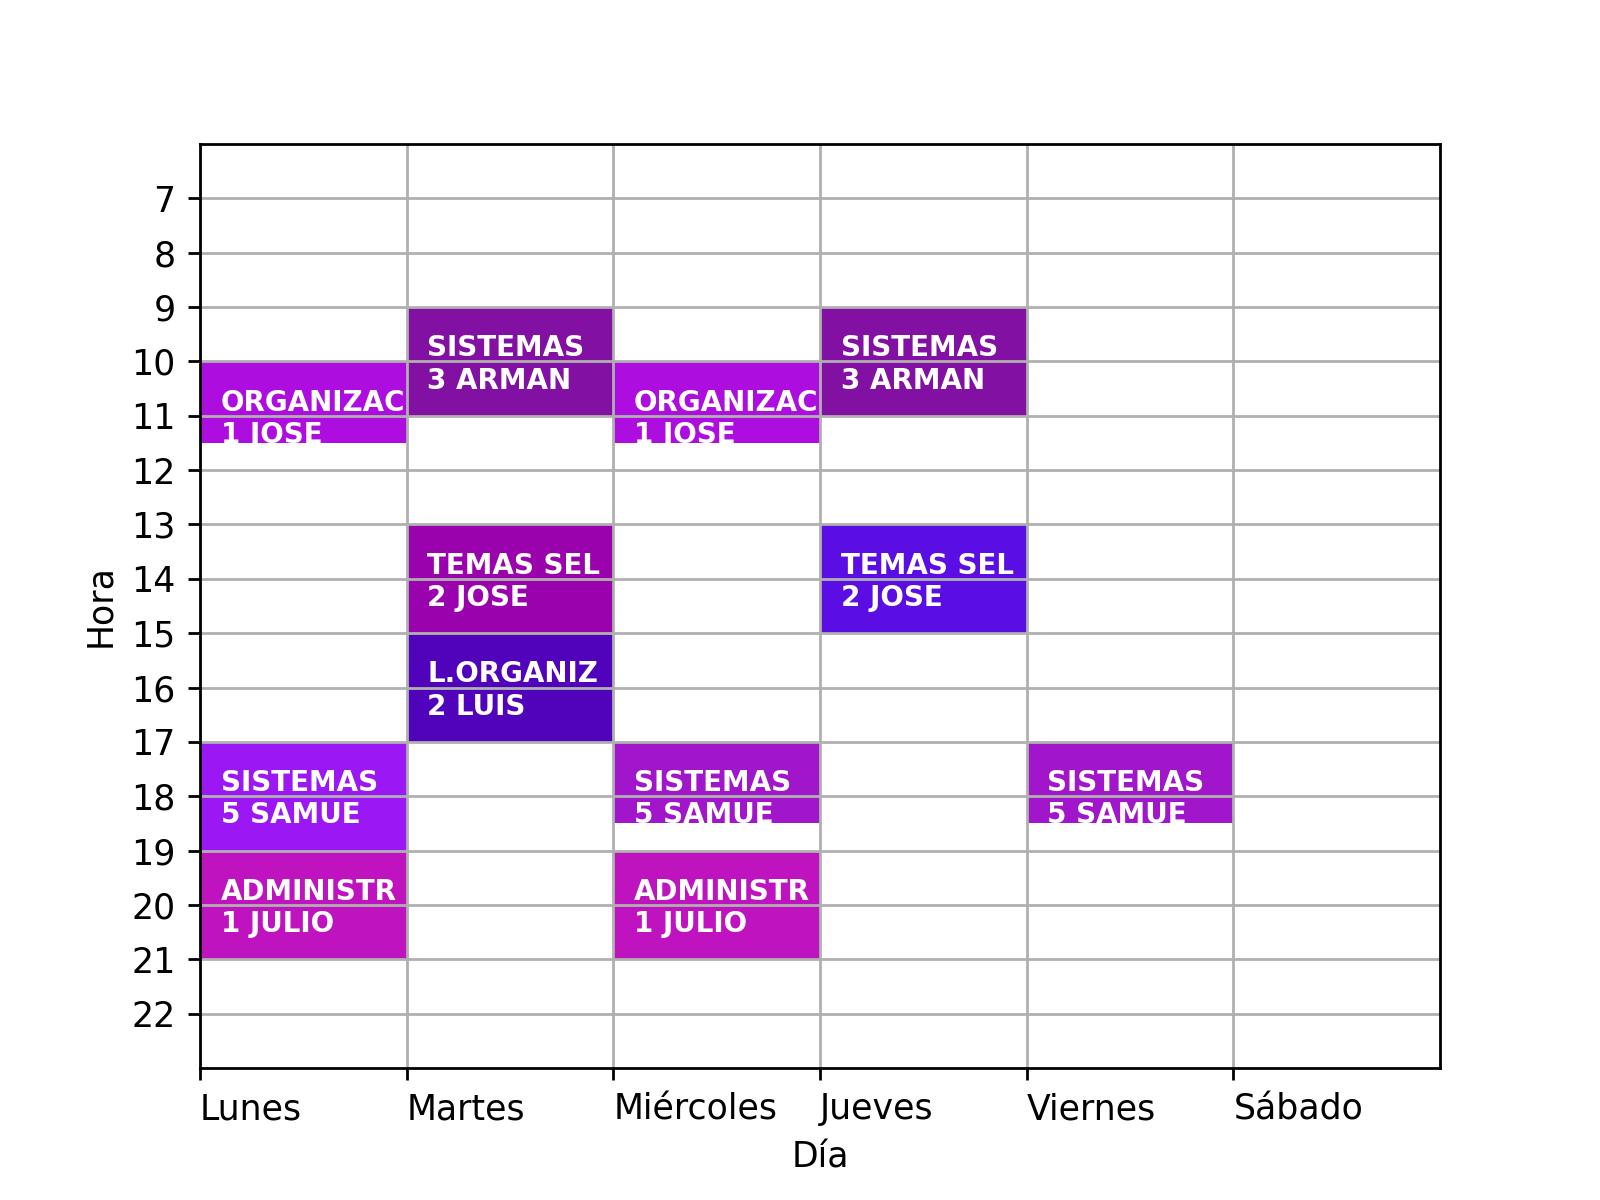 7
8
9
SISTEMAS
3 ARMAN
SISTEMAS
3 ARMAN
10
ORGANIZAC
1 JOSE
ORGANIZAC
1 JOSE
11
12
13
TEMAS SEL
2 JOSE
TEMAS SEL
2 JOSE
14
Hora
15
L.ORGANIZ
2 LUIS
16
17
SISTEMAS
5 SAMUE
SISTEMAS
5 SAMUE
SISTEMAS
5 SAMUE
18
19
ADMINISTR
1 JULIO
ADMINISTR
1 JULIO
20
21
22
Lunes
Martes
Miércoles
Jueves
Viernes
Sábado
Día